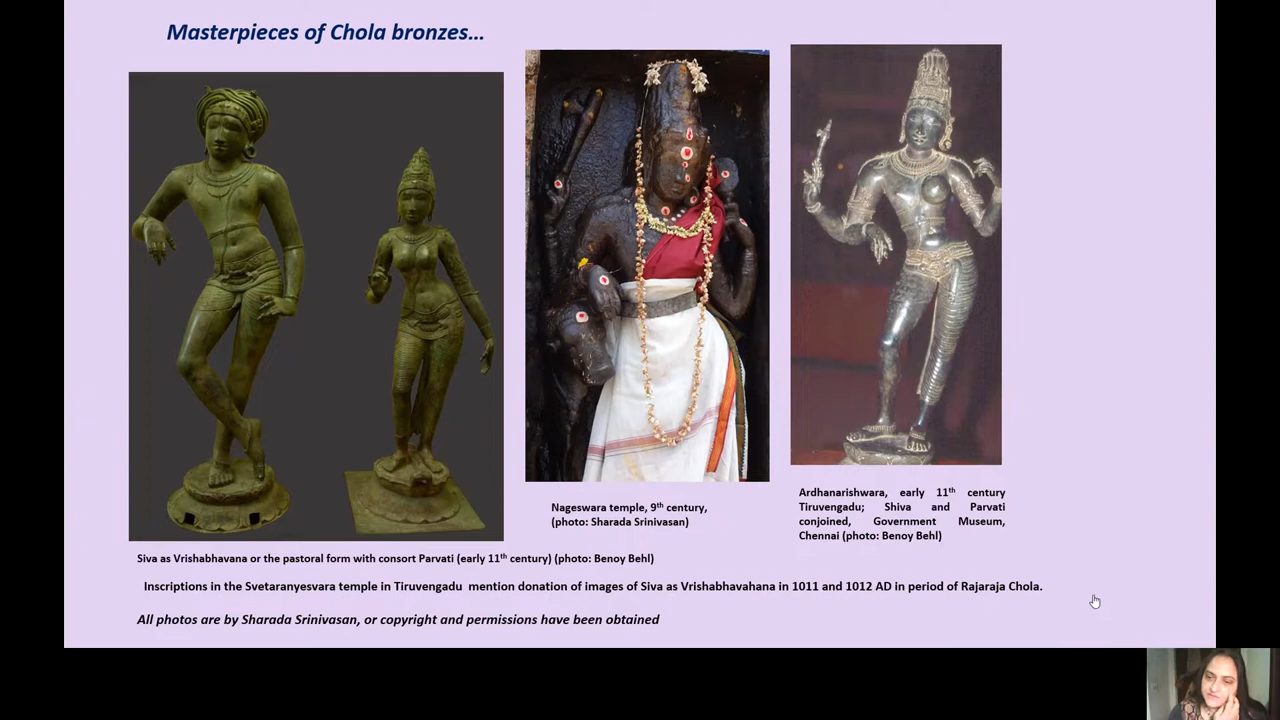 Masterpieces of Chola bronzes...
Nageswara temple, 9th century,
(photo: Sharada Srinivasan)
Ardhanarishwara, early 11th century
Tiruvengadu; Shiva and Parvati
conjoined, Government Museum,
Chennai (photo: Benoy Behl)
Siva as Vrishabhavana or the pastoral form with consort Parvati (early 11th century) (photo: Benoy Behl)
Inscriptions in the Svetaranyesvara temple in Tiruvengadu mention donation of images of Siva as Vrishabhavahana in 1011 and 1012 AD in period of Rajaraja Chola.
All photos are by Sharada Srinivasan, or copyright and permissions have been obtained